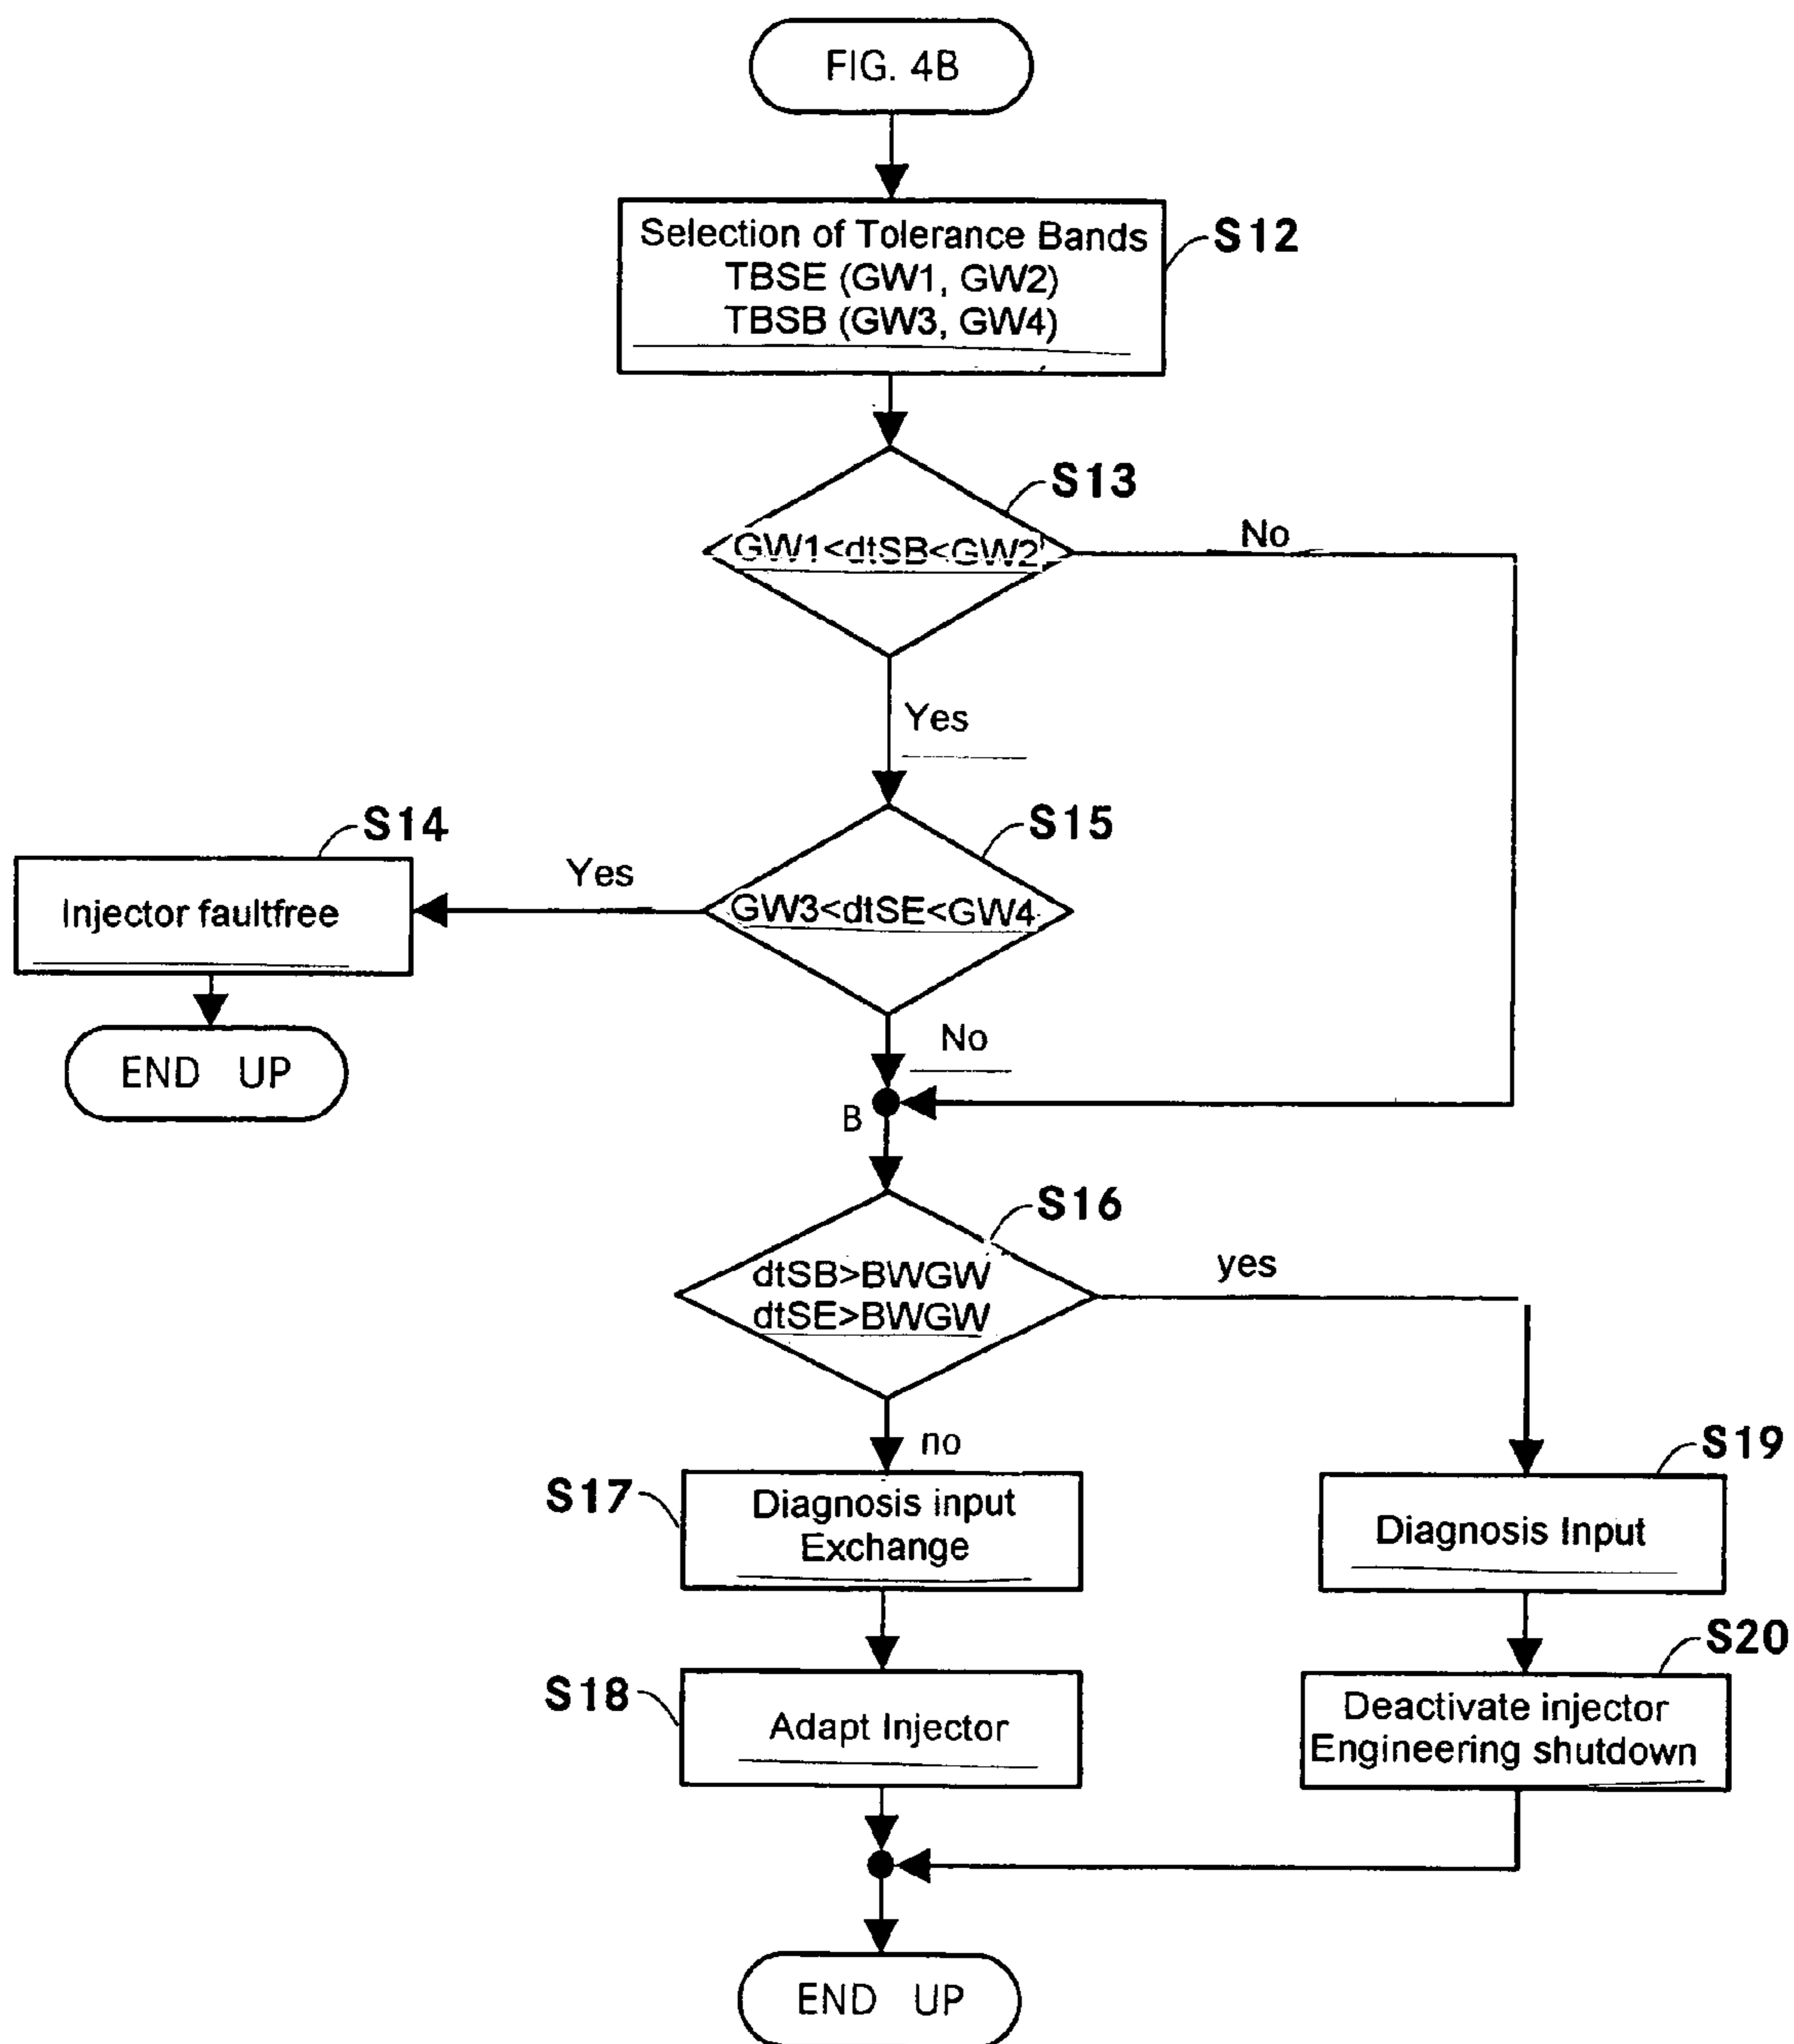 FIG. 4B
Selection of Tolerance Bands
TBSE (GW1, GW2)
TBSB (GW3, GW4)
S12
S13
GW1<dtSB<GW2
No
Yes
S14
S15
Injector faultfree
Yes
GW3<dtSE<GW4
END UP
No
B
S16
dtSB>BWGW
dtSE>BWGW
yes
no
S17
Diagnosis input
Exchange
S19
Diagnosis Input
S18
Adapt Injector
S20
Deactivate injector
Engineering shutdown
END UP